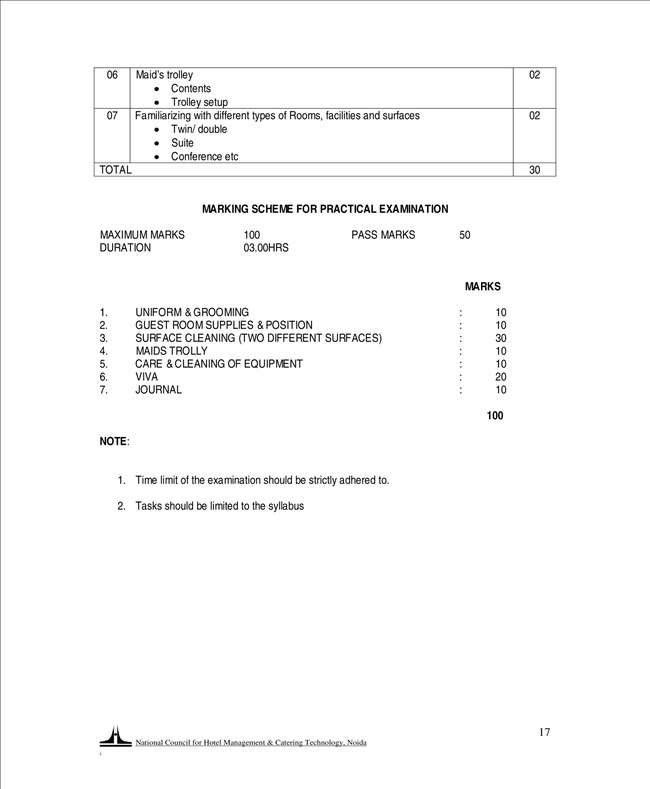 06 Maid's trolley 02
• Contents
• Trolley setup
07 Familiarizing with different types of Rooms, facilities and surfaces 02
• Twin/ double
• Suite
• Conference etc
TOTAL 30
MARKING SCHEME FOR PRACTICAL EXAMINATION
MAXIMUM MARKS 100 PASS MARKS 50
DURATION 03.00HRS
MARKS
1. UNIFORM & GROOMING : 10
2. GUEST ROOM SUPPLIES & POSITION : 10
3. SURFACE CLEANING (TWO DIFFERENT SURFACES) : 30
4. MAIDS TROLLY : 10
5. CARE & CLEANING OF EQUIPMENT : 10
6. VIVA : 20
7. JOURNAL : 10
100
NOTE:
1. Time limit of the examination should be strictly adhered to.
2. Tasks should be limited to the syllabus
17
National Council for Hotel Management & Catering Technology, Noida